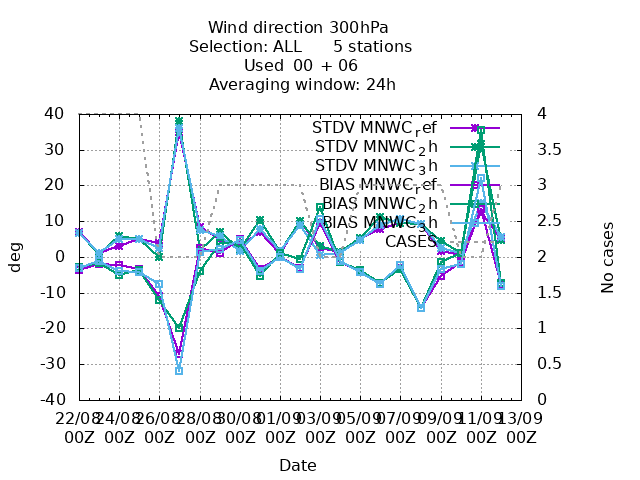 Wind direction 300hPa
Selection: ALL 5 stations
Used 00 + 06
Averaging window: 24h
40 4
30 3.5
20 3
10 2.5
0 2
-10 1.5
-20 1
-30 0.5
-40 0
deg
No cases
STDV MNWC_ref
STDV MNWC_2h
STDV MNWC_3h
BIAS MNWC_ref
BIAS MNWC_2h
BIAS MNWC_3h
CASES
22/08 24/08 26/08 28/08 30/08 01/09 03/09 05/09 07/09 09/09 11/09 13/09
00Z 00Z 00Z 00Z 00Z 00Z 00Z 00Z 00Z 00Z 00Z 00Z
Date